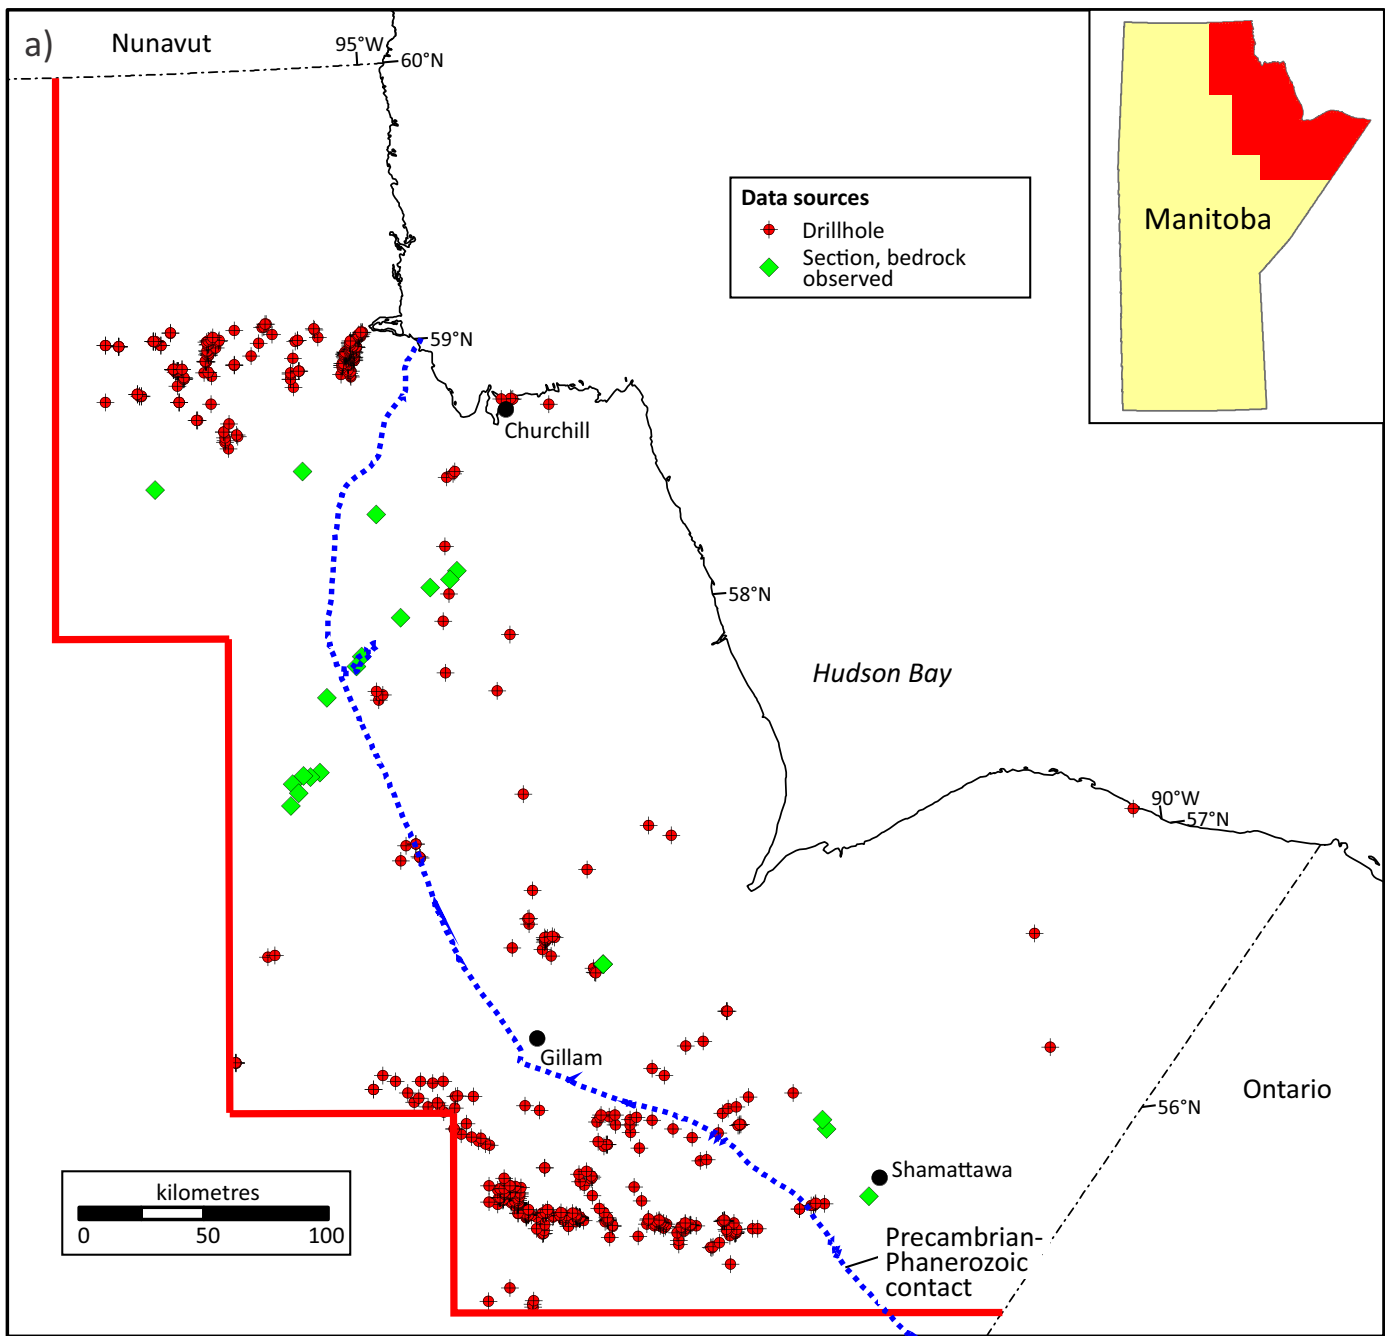 a)
Nunavut
95°W
60°N
Manitoba
Data sources
Drillhole
Section, bedrock
observed
59°N
Churchill
58°N
Hudson Bay
90°W
57°N
Gillam
Ontario
56°N
Shamattawa
kilometres
0 50 100
Precambrian-
Phanerozoic
contact